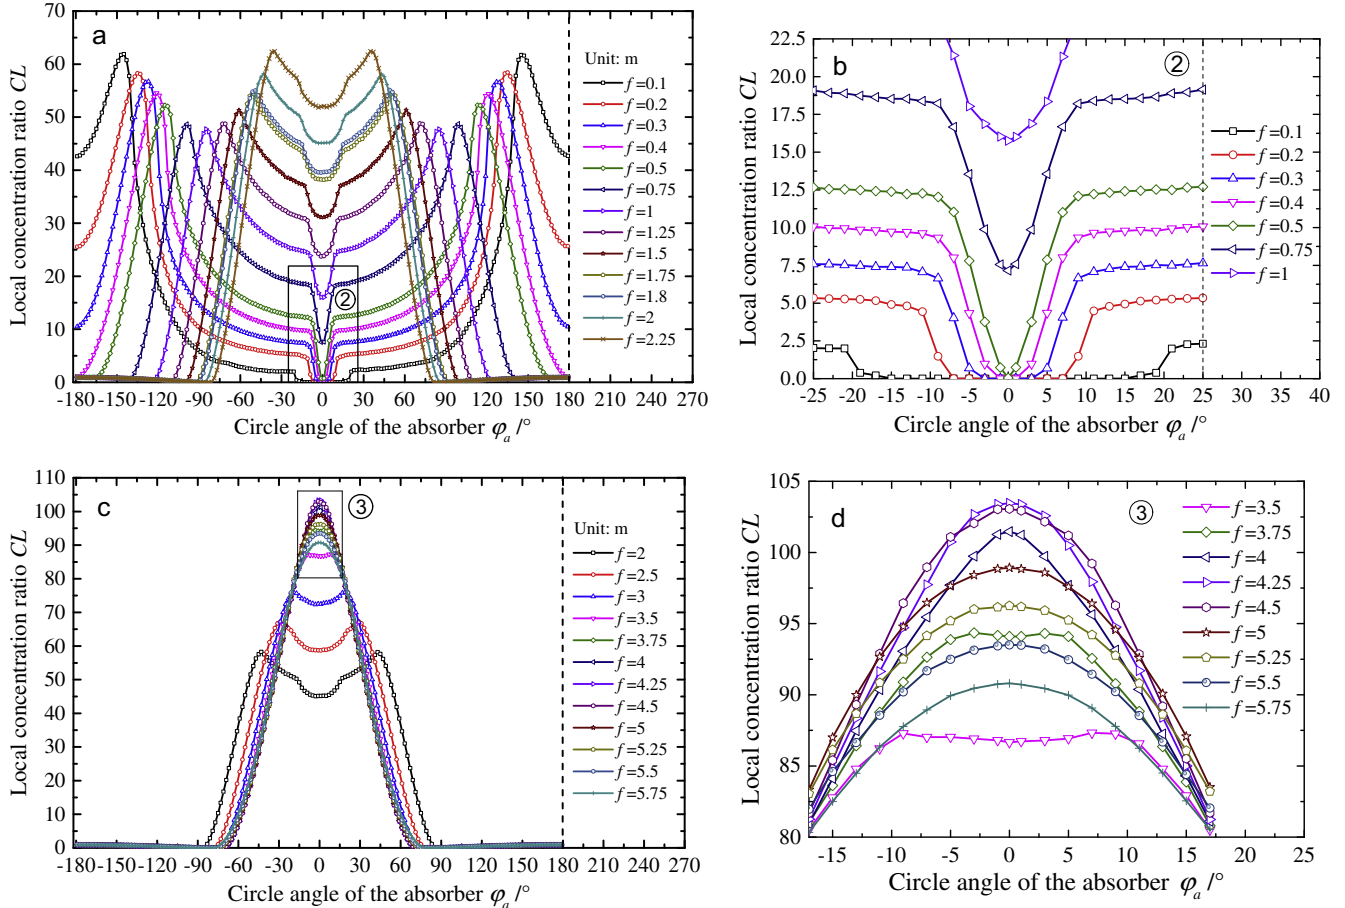 a
Unit: m
f=0.1
f=0.2
f=0.3
f=0.4
f=0.5
f=0.75
f=1
f=1.25
f=1.5
f=1.75
f=1.8
f=2
f=2.25
②
70
60
50
40
30
20
10
0
-180 -150 -120 -90 -60 -30 0 30 60 90 120 150 180 210 240 270
Local concentration ratio CL
Circle angle of the absorber φa /°
b
②
f=0.1
f=0.2
f=0.3
f=0.4
f=0.5
f=0.75
f=1
22.5
20.0
17.5
15.0
12.5
10.0
7.5
5.0
2.5
0.0
-25 -20 -15 -10 -5 0 5 10 15 20 25 30 35 40
Local concentration ratio CL
Circle angle of the absorber φa /°
c
③
Unit: m
f=2
f=2.5
f=3
f=3.5
f=3.75
f=4
f=4.25
f=4.5
f=5
f=5.25
f=5.5
f=5.75
110
100
90
80
70
60
50
40
30
20
10
0
-180 -150 -120 -90 -60 -30 0 30 60 90 120 150 180 210 240 270
Local concentration ratio CL
Circle angle of the absorber φa /°
d
③
f=3.5
f=3.75
f=4
f=4.25
f=4.5
f=5
f=5.25
f=5.5
f=5.75
105
100
95
90
85
80
-15 -10 -5 0 5 10 15 20 25
Local concentration ratio CL
Circle angle of the absorber φa /°